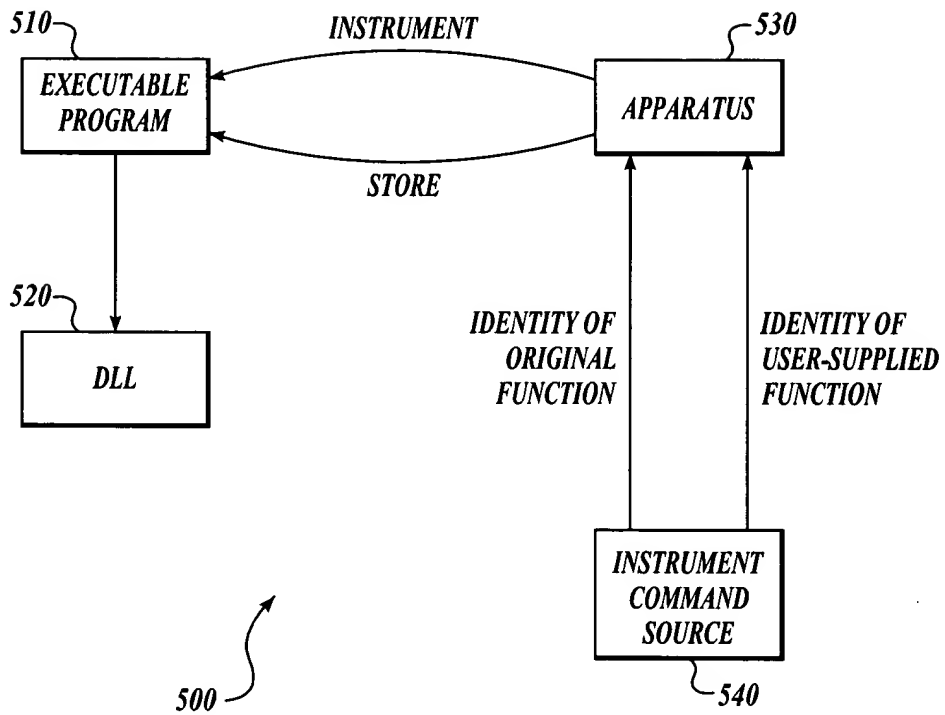 510
INSTRUMENT
530
EXECUTABLE
PROGRAM
APPARATUS
STORE
520
DLL
IDENTITY OF
ORIGINAL
FUNCTION
IDENTITY OF
USER-SUPPLIED
FUNCTION
INSTRUMENT
COMMAND
SOURCE
500
540